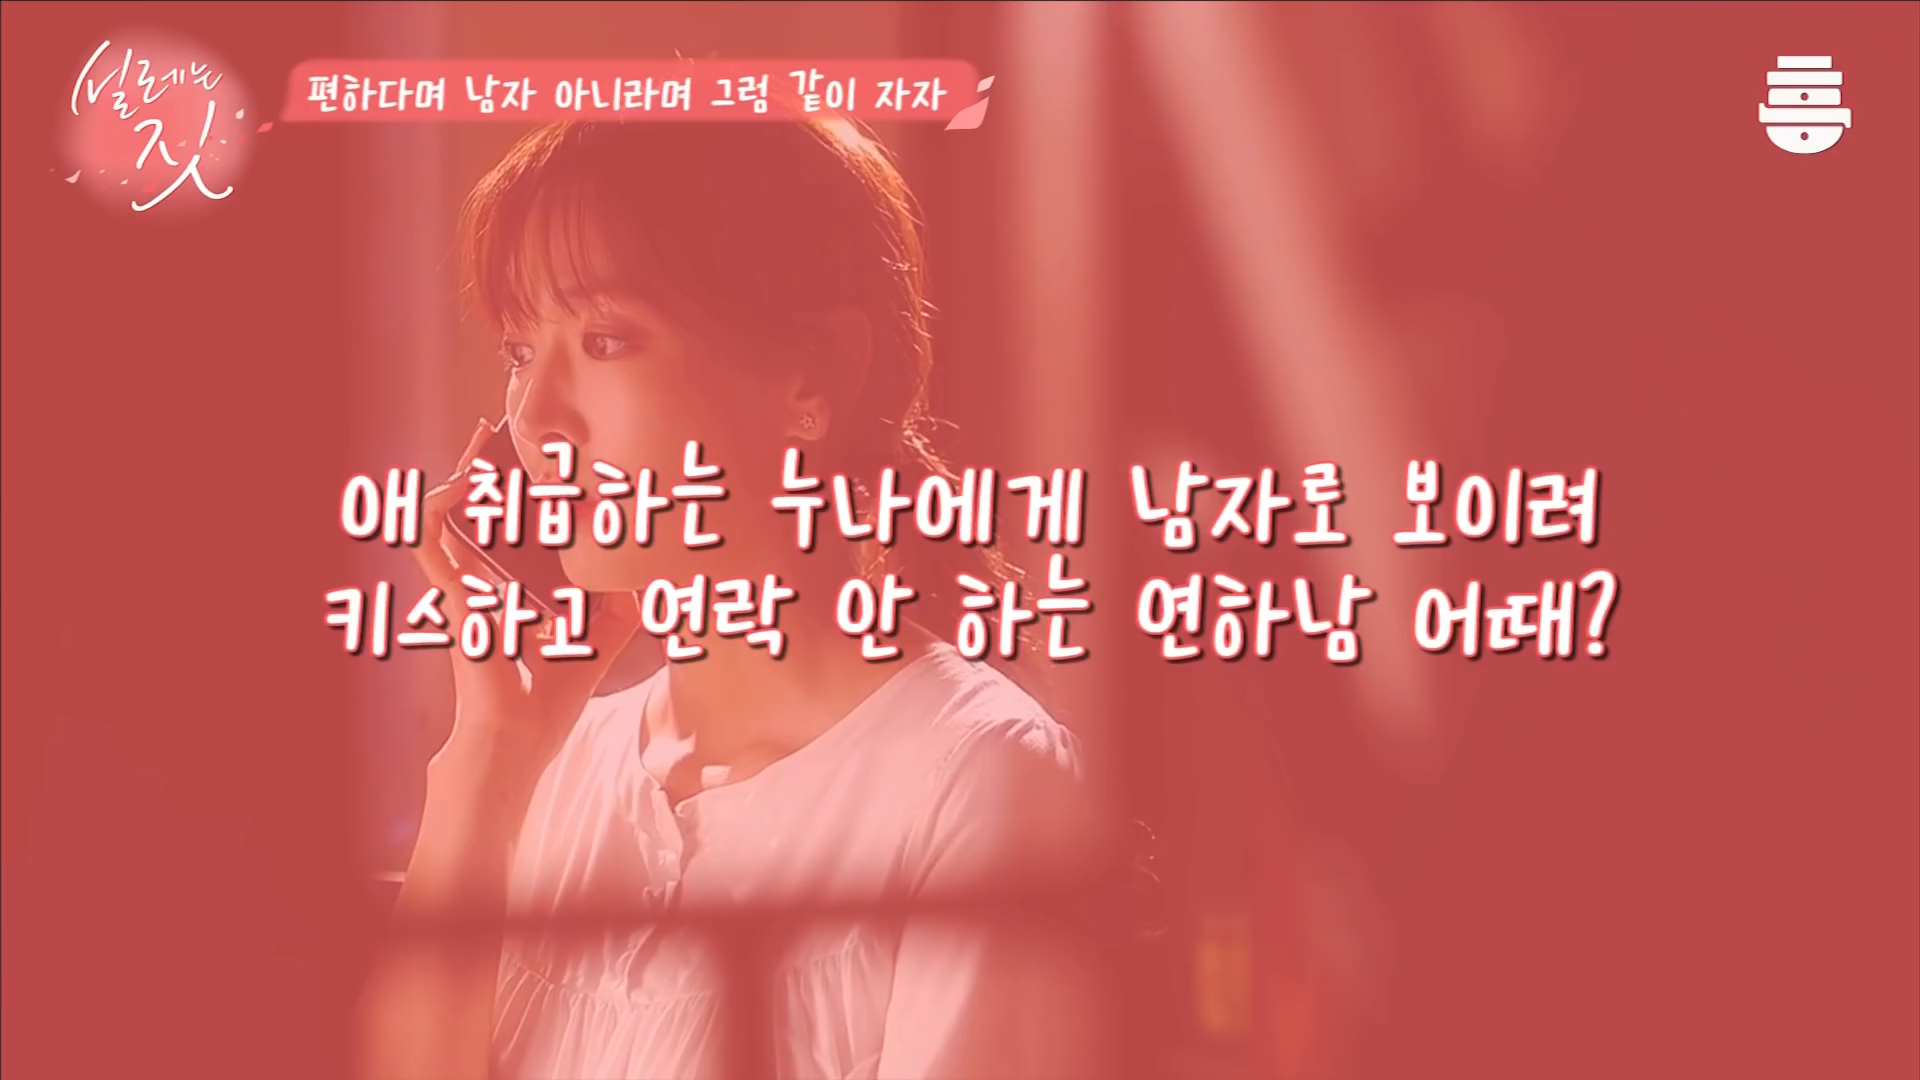 설레는
짓
편하다며 남자 아니라며 그럼 같이 자자
애 취급하는 누나에게 남자로 보이려
키스하고 연락 안 하는 연하남 어때?